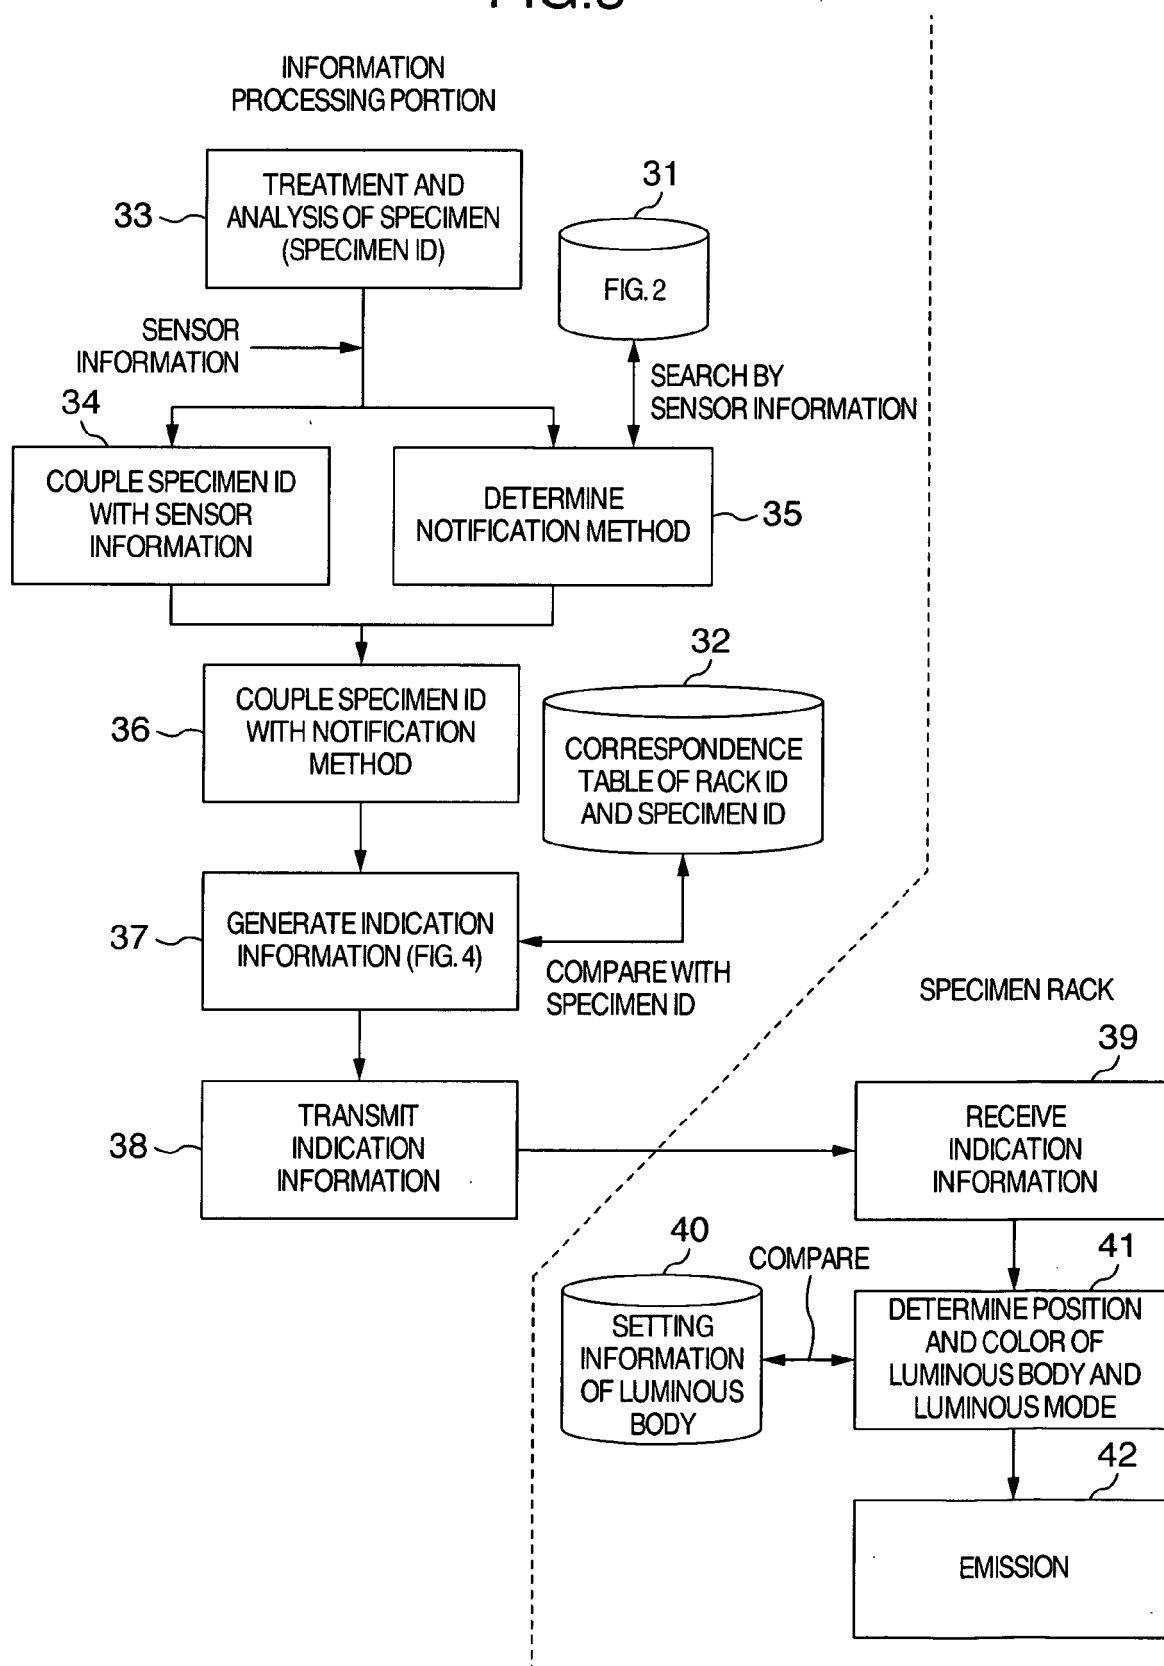 INFORMATION
PROCESSING PORTION
33
TREATMENT AND
ANALYSIS OF SPECIMEN
(SPECIMEN ID)
31
FIG. 2
SENSOR
INFORMATION
SEARCH BY
SENSOR INFORMATION
34
COUPLE SPECIMEN ID
WITH SENSOR
INFORMATION
DETERMINE
NOTIFICATION METHOD
35
36
COUPLE SPECIMEN ID
WITH NOTIFICATION
METHOD
32
CORRESPONDENCE
TABLE OF RACK ID
AND SPECIMEN ID
37
GENERATE INDICATION
INFORMATION (FIG. 4)
COMPARE WITH
SPECIMEN ID
SPECIMEN RACK
38
TRANSMIT
INDICATION
INFORMATION
39
RECEIVE
INDICATION
INFORMATION
40
SETTING
INFORMATION
OF LUMINOUS
BODY
COMPARE
41
DETERMINE POSITION
AND COLOR OF
LUMINOUS BODY AND
LUMINOUS MODE
42
EMISSION